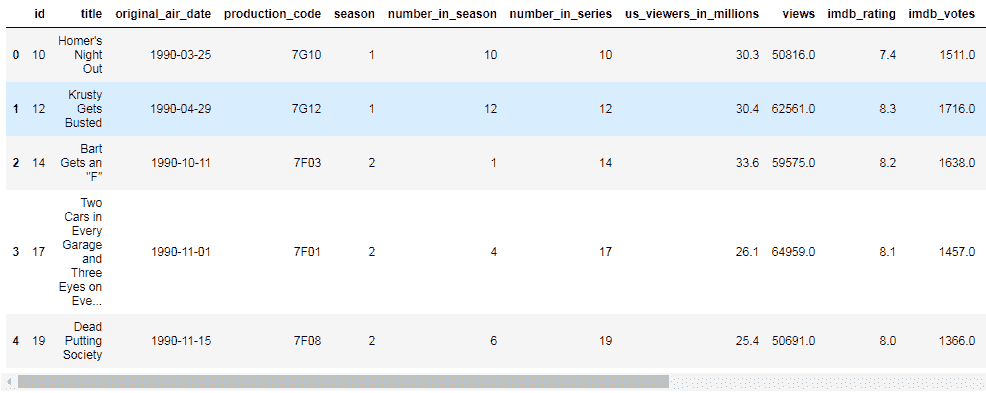 id title original_air_date production_code season number_in_season number_in_series us_viewers_in_millions views imdb_rating imdb_votes
0 10 Homer's Night Out 1990-03-25 7G10 1 10 10 30.3 50816.0 7.4 1511.0
1 12 Krusty Gets Busted 1990-04-29 7G12 1 12 12 30.4 62561.0 8.3 1716.0
2 14 Bart Gets an "F" 1990-10-11 7F03 2 1 14 33.6 59575.0 8.2 1638.0
3 17 Two Cars in Every Garage and Three Eyes on Eve... 1990-11-01 7F01 2 4 17 26.1 64959.0 8.1 1457.0
4 19 Dead Putting Society 1990-11-15 7F08 2 6 19 25.4 50691.0 8.0 1366.0